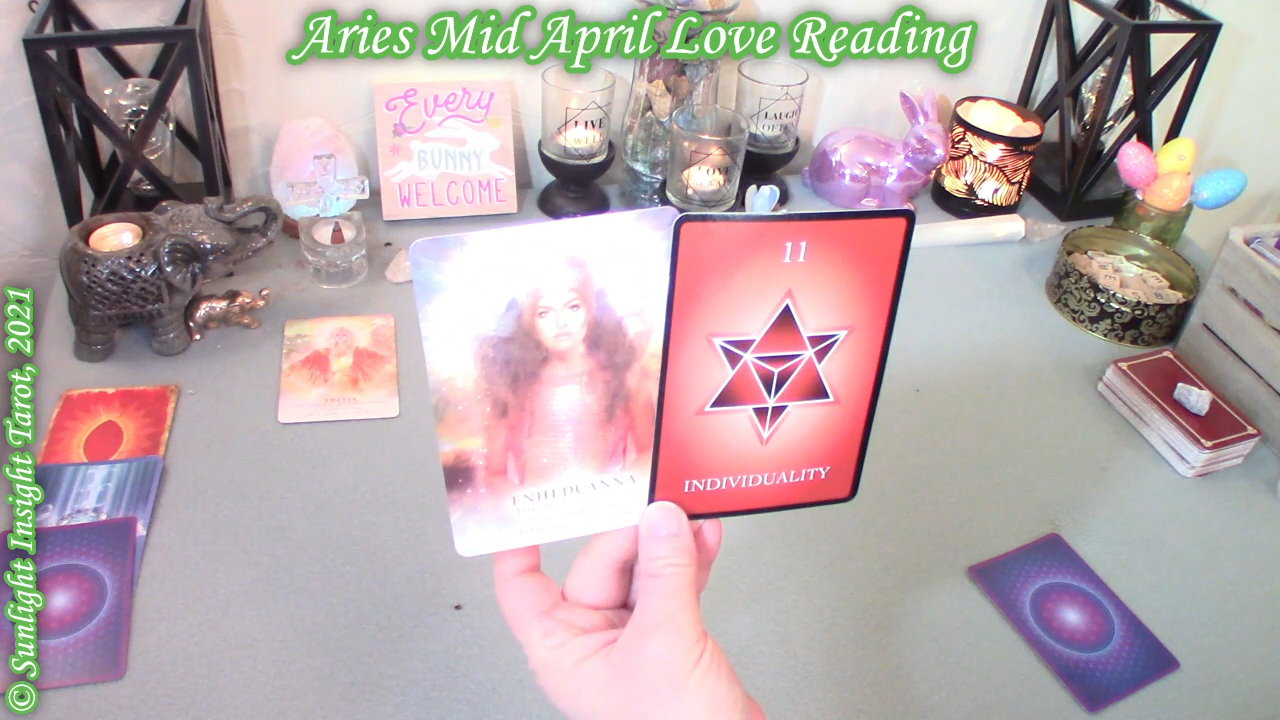 Aries Mid April Love Reading
Every
BUNNY
WELCOME
LIVE
WELL
LOVE
LAUGH
OFTEN
11
INDIVIDUALITY
ENHEDUANNA
© Sunlight Insight Tarot, 2021